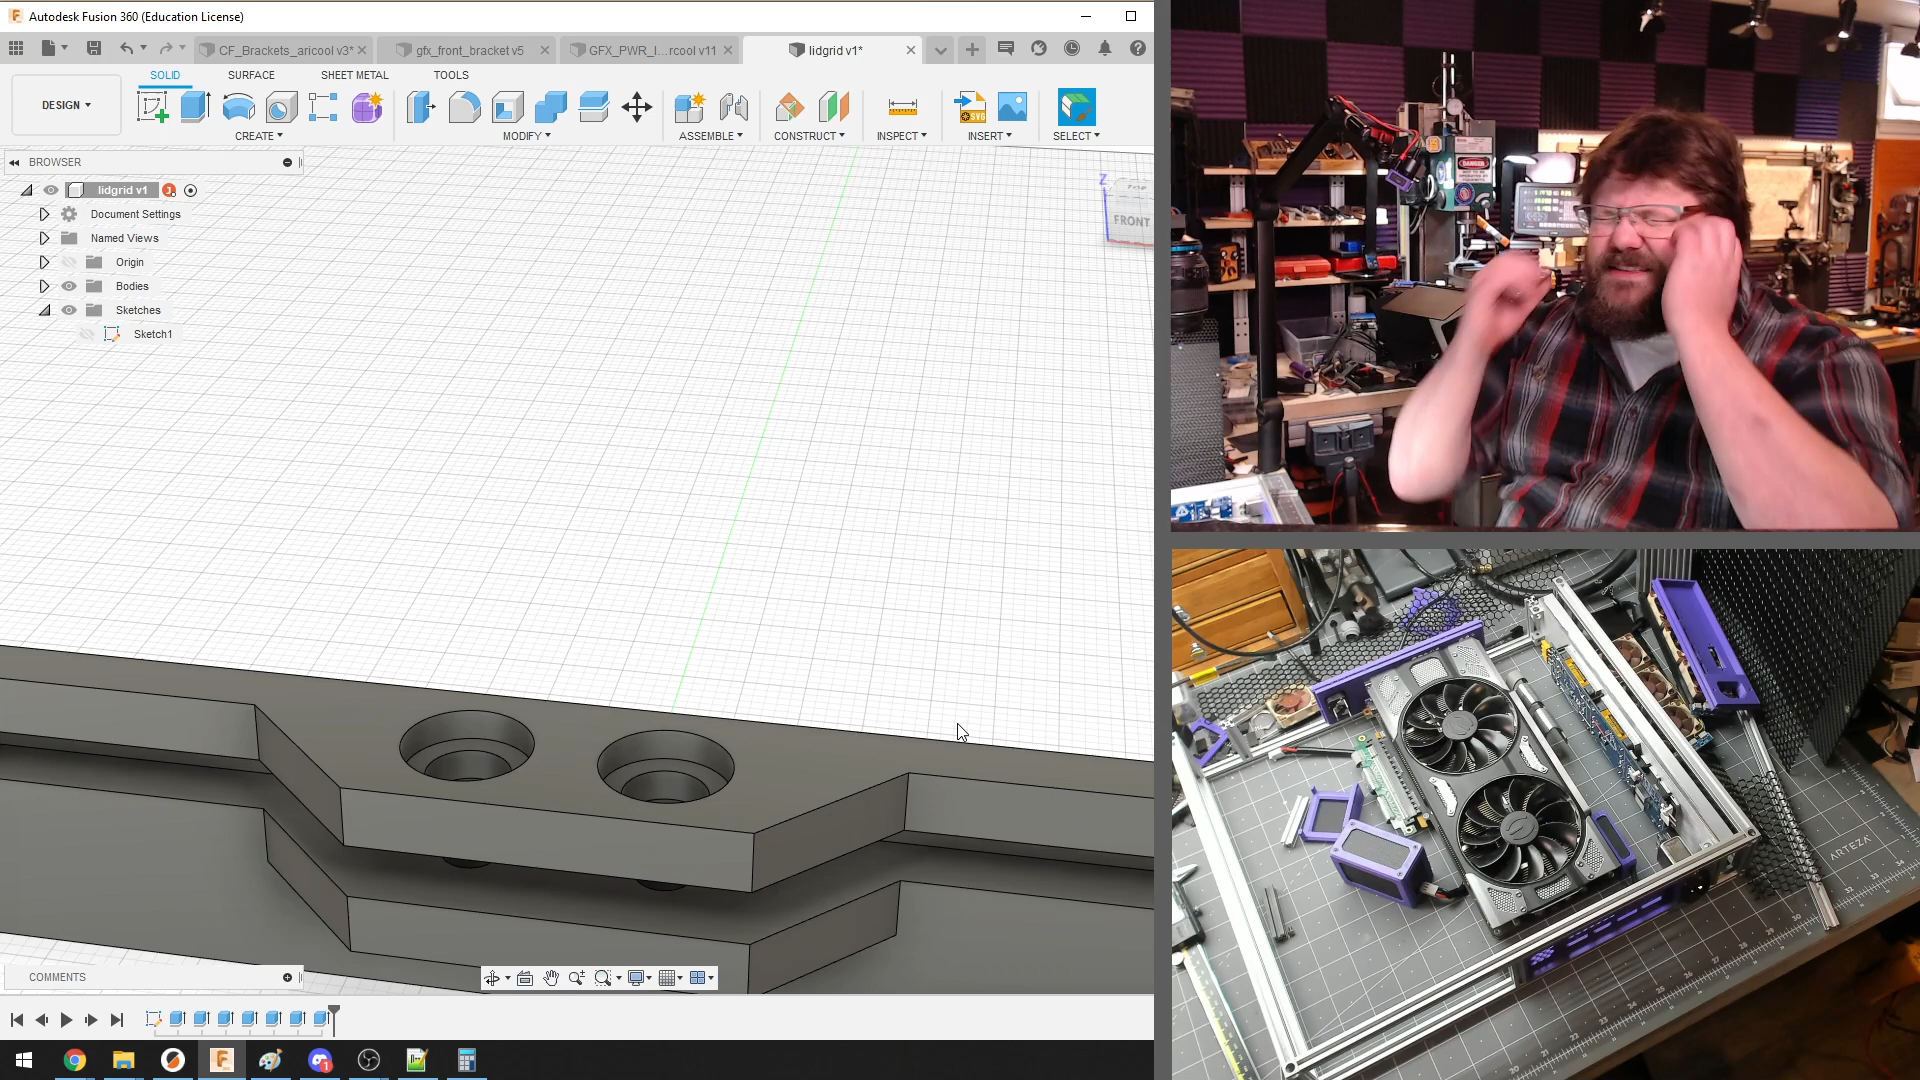 Autodesk Fusion 360 (Education License)
CF_Brackets_aricool v3*
gfx_front_bracket v5
GFX_PWR_I...rcool v11
lidgrid v1*
SOLID
SURFACE
SHEET METAL
TOOLS
DESIGN
CREATE
MODIFY
ASSEMBLE
CONSTRUCT
INSPECT
INSERT
SELECT
BROWSER
lidgrid v1
Document Settings
Named Views
Origin
Bodies
Sketches
Sketch1
Z
FRONT
DANGER
ARTEZA
COMMENTS